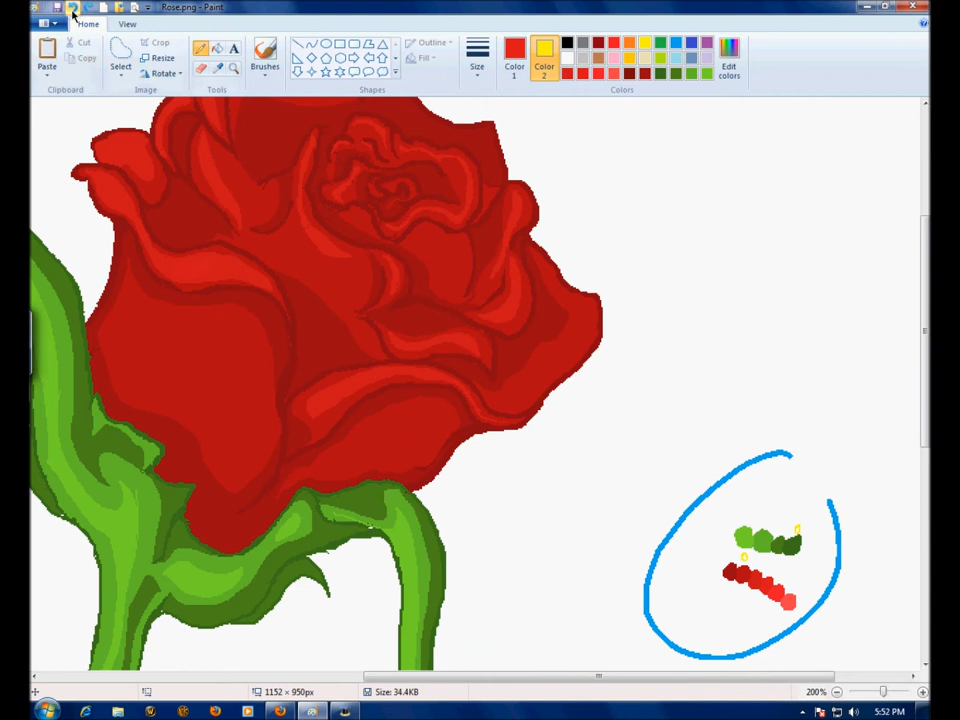 Rose.png - Paint
Home View
Paste
Cut
Copy
Clipboard
Select
Crop
Resize
Rotate
Image
A
Tools
Brushes
Outline
Fill
Shapes
Size
Color 1
Color 2
Edit colors
Colors
1152 × 950px
Size: 34.4KB
200%
5:52 PM